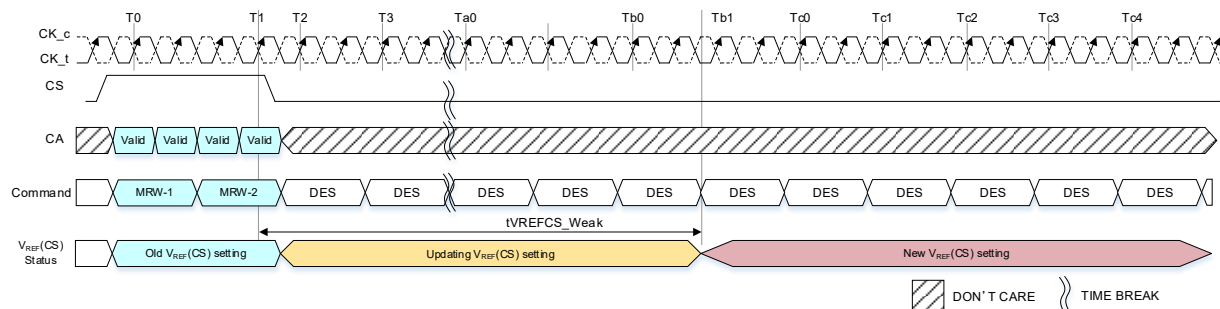 T0 T1 T2 T3 Ta0 Tb0 Tb1 Tc0 Tc1 Tc2 Tc3 Tc4
CK_c
CK_t
CS
CA Valid Valid Valid Valid
Command MRW-1 MRW-2 DES DES DES DES DES DES DES DES DES DES DES
tVREFCS_Weak
VREF(CS)
Status Old VREF(CS) setting Updating VREF(CS) setting New VREF(CS) setting
DON'T CARE TIME BREAK